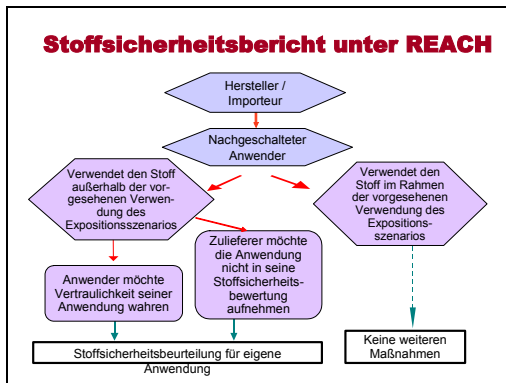 Stoffsicherheitsbericht unter REACH
Hersteller /
Importeur
Nachgeschalteter
Anwender
Verwendet den Stoff
außerhalb der vor-
gesehenen Verwen-
dung des
Expositionsszenarios
Verwendet den
Stoff im Rahmen
der vorgesehenen
Verwendung des
Expositions-
szenarios
Anwender möchte
Vertraulichkeit seiner
Anwendung wahren
Zulieferer möchte
die Anwendung
nicht in seine
Stoffsicherheits-
bewertung
aufnehmen
Stoffsicherheitsbeurteilung für eigene
Anwendung
Keine weiteren
Maßnahmen